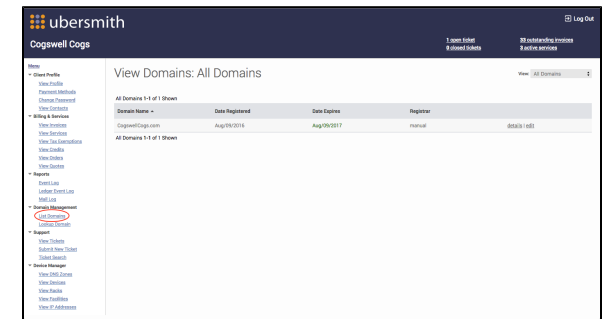 ubersmith
Log Out
Cogswell Cogs
1 open ticket
0 closed tickets
33 outstanding invoices
3 active services
Menu
Client Profile
View Profile
Payment Methods
Change Password
View Contacts
Billing & Services
View Invoices
View Services
View Tax Exemptions
View Credits
View Orders
View Quotes
Reports
Event Log
Ledger Event Log
Mail Log
Domain Management
List Domains
Lookup Domain
Support
View Tickets
Submit New Ticket
Ticket Search
Device Manager
View DNS Zones
View Devices
View Racks
View Facilities
View IP Addresses
View Domains: All Domains
View: All Domains
All Domains 1-1 of 1 Shown
Domain Name Date Registered Date Expires Registrar
CogswellCogs.com Aug/09/2016 Aug/09/2017 manual details | edit
All Domains 1-1 of 1 Shown